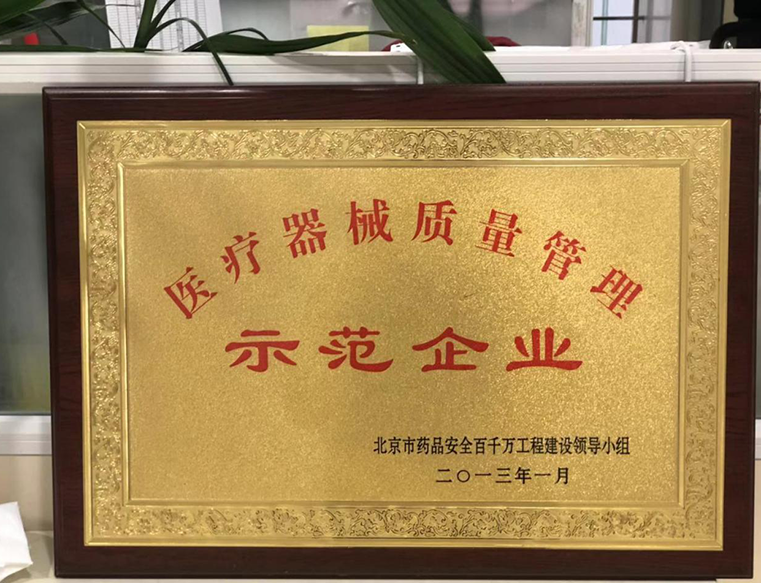 医疗器械质量管理
示范企业
北京市药品安全百千万工程建设领导小组
二〇一三年一月